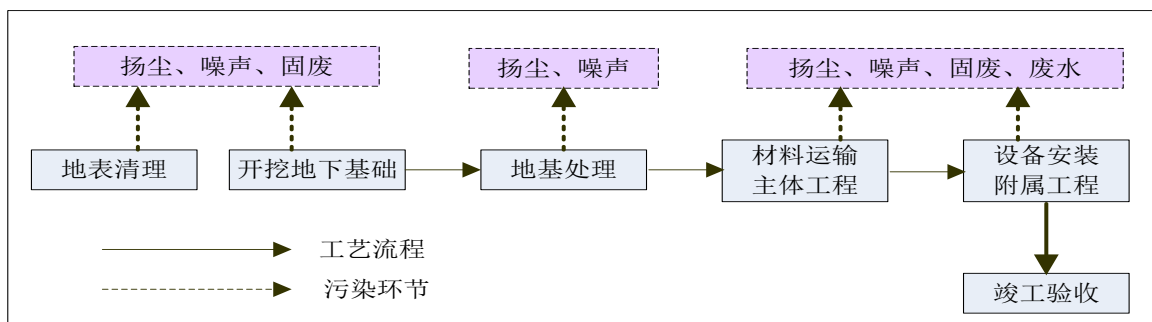 扬尘、噪声、固废
扬尘、噪声
扬尘、噪声、固废、废水
地表清理
开挖地下基础
地基处理
材料运输
主体工程
设备安装
附属工程
工艺流程
污染环节
竣工验收